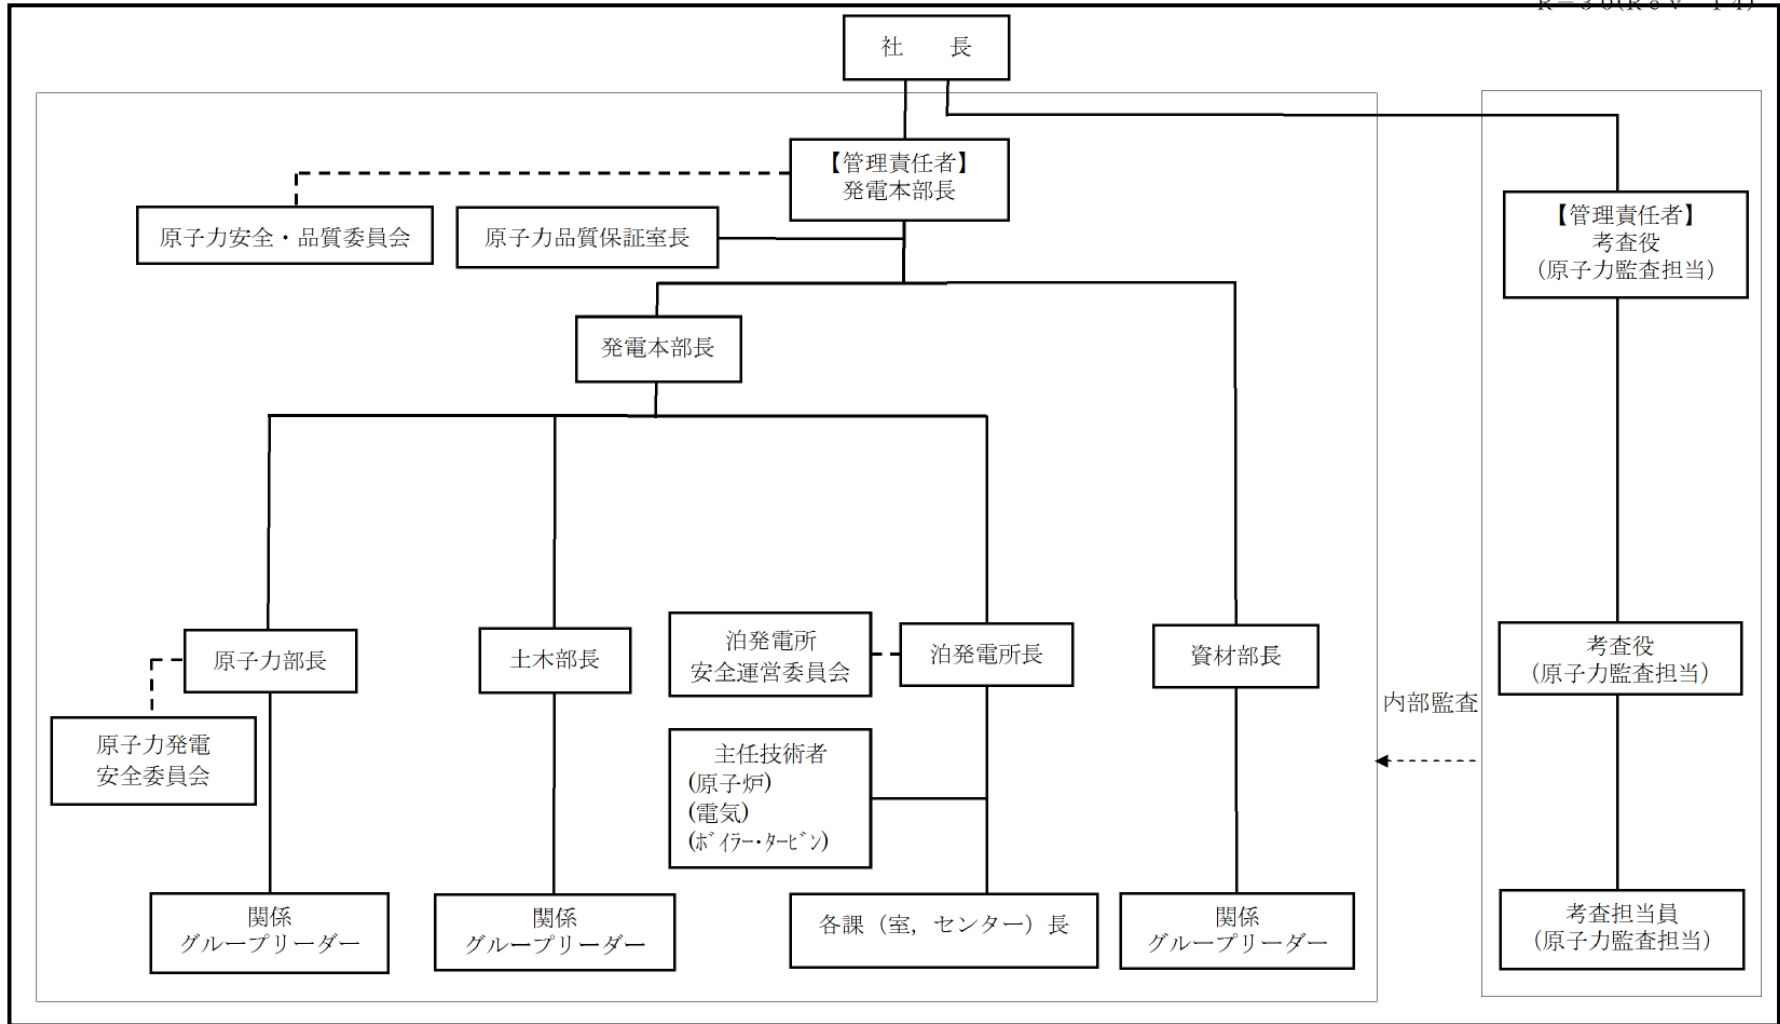 社　　長
【管理責任者】
発電本部長
原子力安全・品質委員会
原子力品質保証室長
【管理責任者】
考査役
（原子力監査担当）
発電本部長
原子力部長
土木部長
泊発電所
安全運営委員会
泊発電所長
資材部長
考査役
（原子力監査担当）
内部監査
原子力発電
安全委員会
主任技術者
(原子炉)
(電気)
(ﾎﾞｲﾗｰ･ﾀｰﾋﾞﾝ)
関係
グループリーダー
関係
グループリーダー
各課（室，センター）長
関係
グループリーダー
考査担当員
（原子力監査担当）